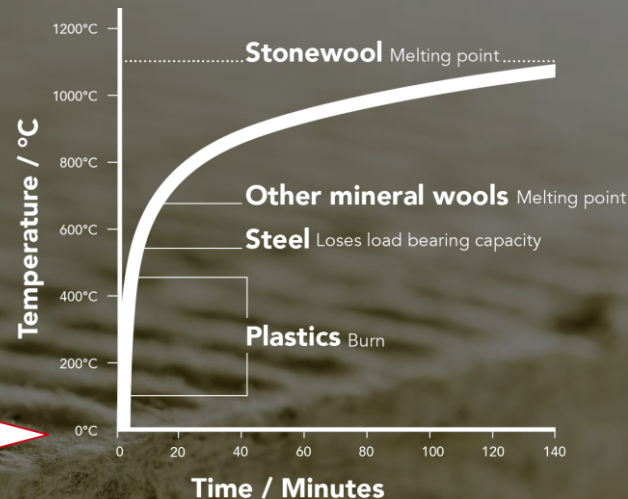 1200°C
Stonewool Melting point
1000°C
800°C
Other mineral wools Melting point
600°C
Steel Loses load bearing capacity
400°C
Plastics Burn
200°C
0°C
Temperature / °C
0 20 40 60 80 100 120 140
Time / Minutes